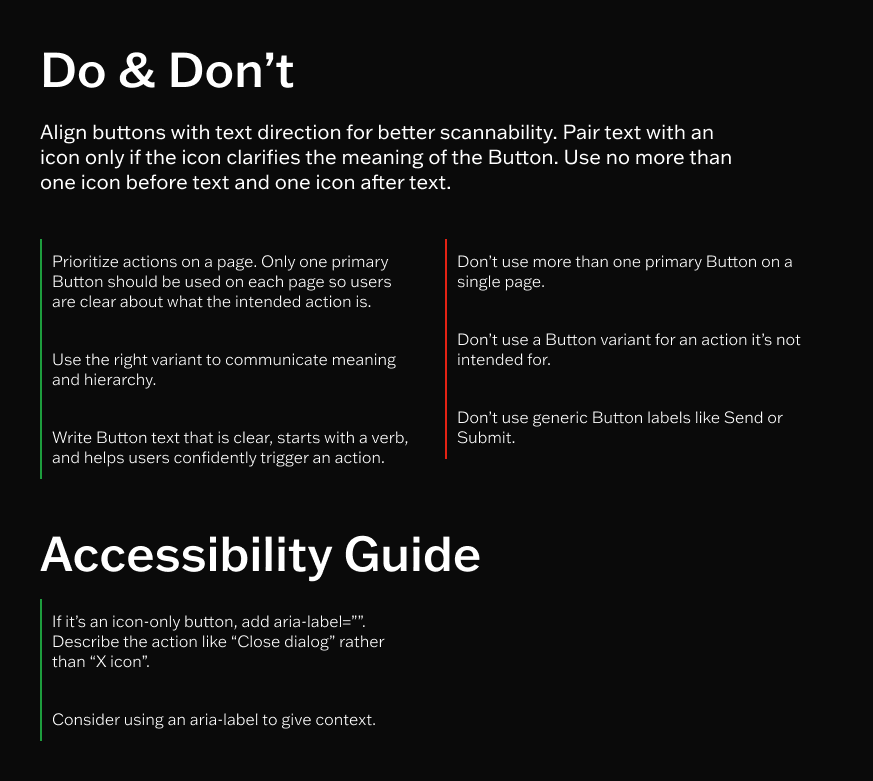 Do & Don’t
Align buttons with text direction for better scannability. Pair text with an
icon only if the icon clarifies the meaning of the Button. Use no more than
one icon before text and one icon after text.
Prioritize actions on a page. Only one primary
Button should be used on each page so users
are clear about what the intended action is.
Use the right variant to communicate meaning
and hierarchy.
Write Button text that is clear, starts with a verb,
and helps users confidently trigger an action.
Don’t use more than one primary Button on a
single page.
Don’t use a Button variant for an action it’s not
intended for.
Don’t use generic Button labels like Send or
Submit.
Accessibility Guide
If it’s an icon-only button, add aria-label=””.
Describe the action like “Close dialog” rather
than “X icon”.
Consider using an aria-label to give context.